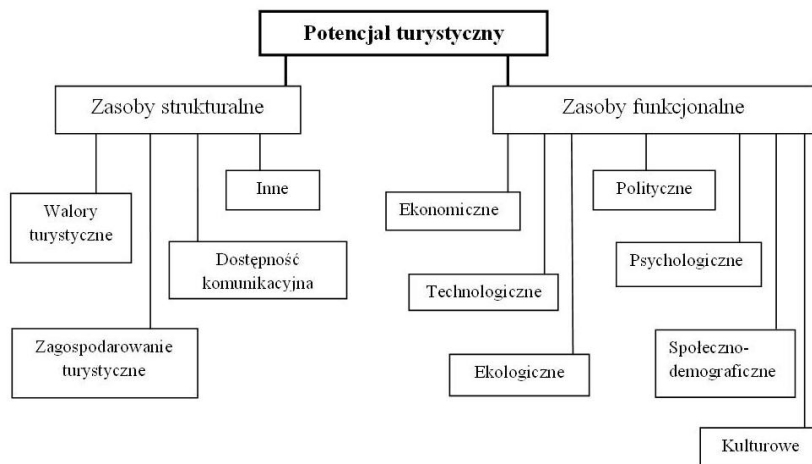 Potencjał turystyczny
Zasoby strukturalne
Zasoby funkcjonalne
Inne
Walory
turystyczne
Dostępność
komunikacyjna
Zagospodarowanie
turystyczne
Ekonomiczne
Polityczne
Technologiczne
Psychologiczne
Ekologiczne
Społeczno-
demograficzne
Kulturowe